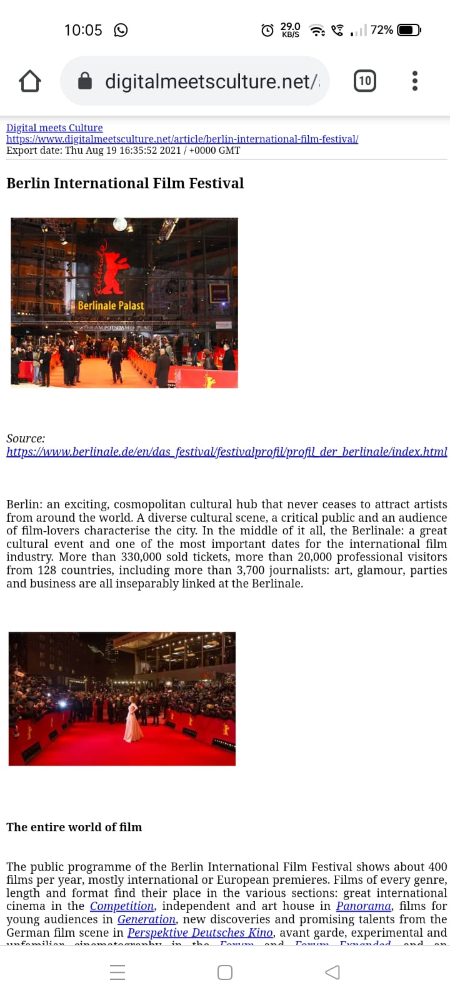 10:05
29.0
KB/S
72%
digitalmeetsculture.net/
10
Digital meets Culture
https://www.digitalmeetsculture.net/article/berlin-international-film-festival/
Export date: Thu Aug 19 16:35:52 2021 / +0000 GMT
Berlin International Film Festival
Berlinale
Berlinale Palast
THEATER AM POTSDAMER PLATZ
Source:
https://www.berlinale.de/en/das_festival/festivalprofil/profil_der_berlinale/index.html
Berlin: an exciting, cosmopolitan cultural hub that never ceases to attract artists
from around the world. A diverse cultural scene, a critical public and an audience
of film-lovers characterise the city. In the middle of it all, the Berlinale: a great
cultural event and one of the most important dates for the international film
industry. More than 330,000 sold tickets, more than 20,000 professional visitors
from 128 countries, including more than 3,700 journalists: art, glamour, parties
and business are all inseparably linked at the Berlinale.
The entire world of film
The public programme of the Berlin International Film Festival shows about 400
films per year, mostly international or European premieres. Films of every genre,
length and format find their place in the various sections: great international
cinema in the Competition, independent and art house in Panorama, films for
young audiences in Generation, new discoveries and promising talents from the
German film scene in Perspektive Deutsches Kino, avant garde, experimental and
unfamiliar cinematography in the Forum and Forum Expanded, and an